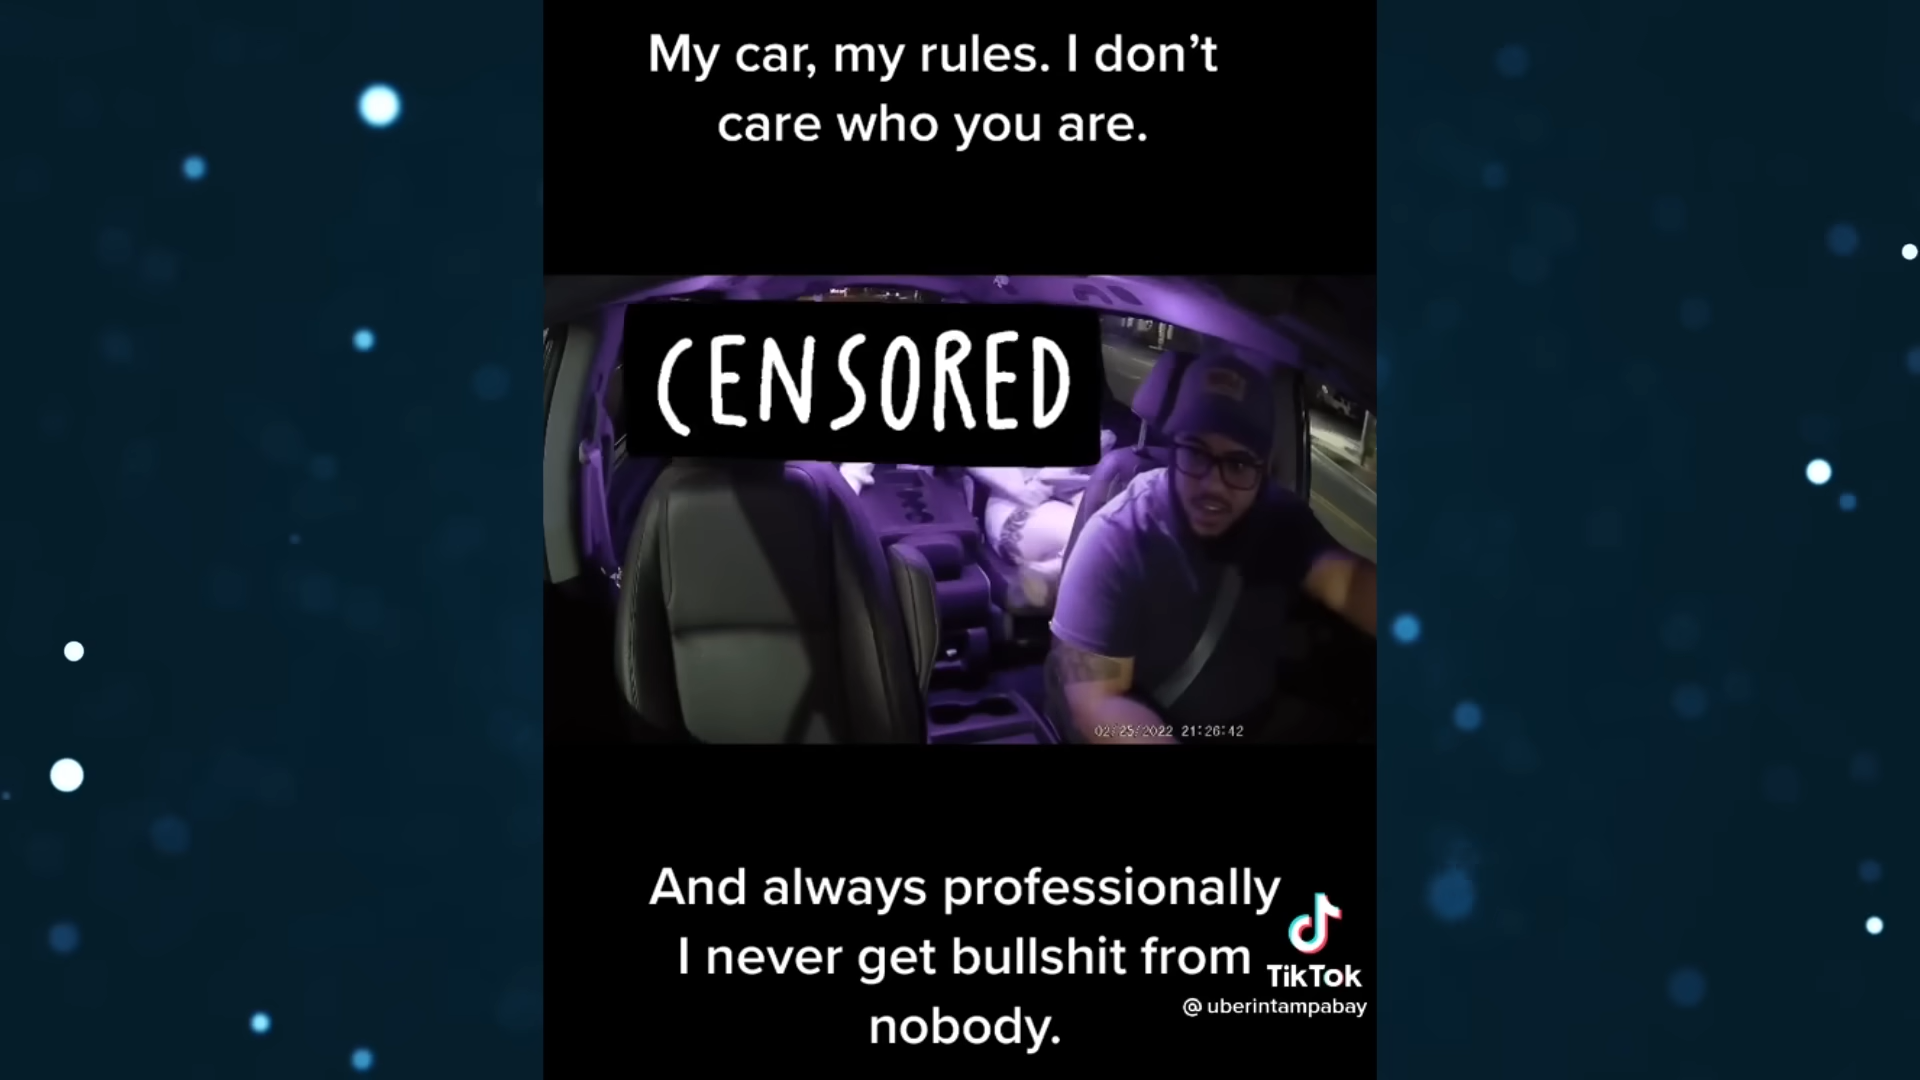 My car, my rules. I don’t
care who you are.
CENSORED
02/25/2022 21:26:42
And always professionally
I never get bullshit from
nobody.
TikTok
@uberintampabay